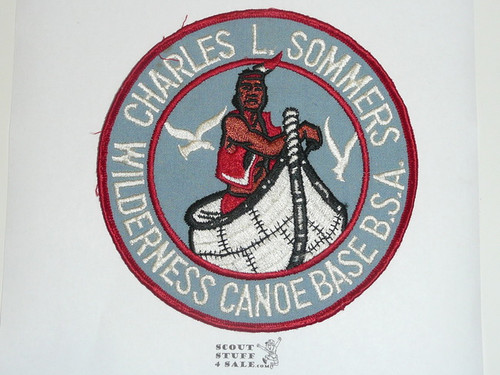 CHARLES L. SOMMERS
WILDERNESS CANOE BASE B.S.A.
SCOUT
STUFF
4 SALE.com